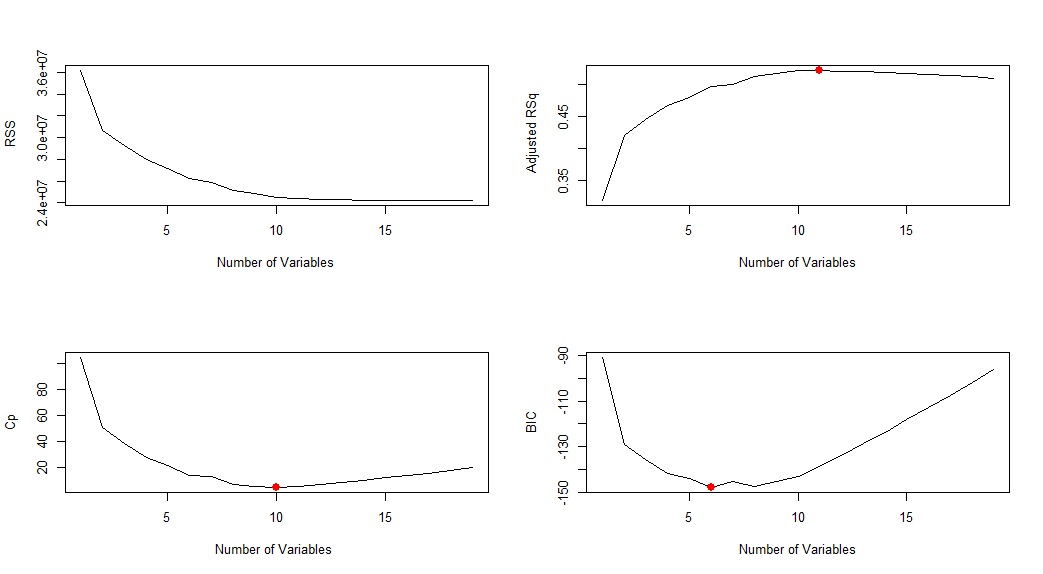 RSS
2.4e+07 3.0e+07 3.6e+07
5 10 15
Number of Variables
Adjusted RSq
0.35 0.45
5 10 15
Number of Variables
Cp
20 40 60 80
5 10 15
Number of Variables
BIC
-150 -130 -110 -90
5 10 15
Number of Variables